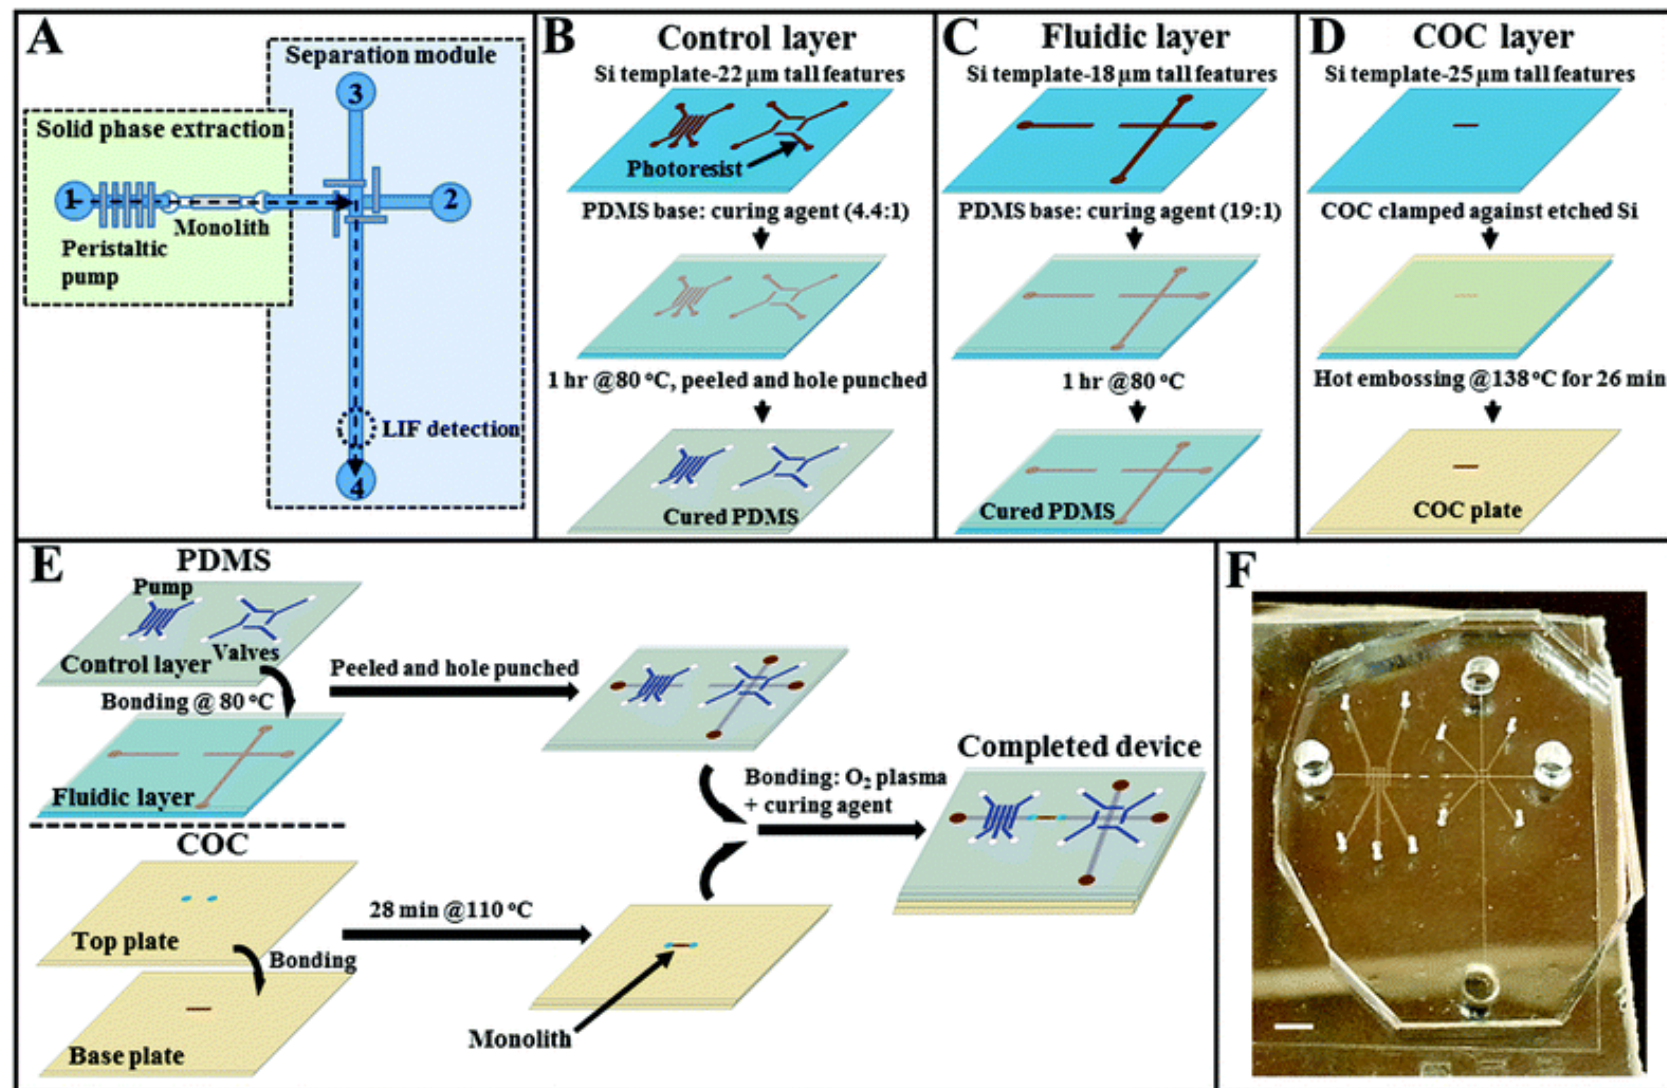 A
Separation module
3
Solid phase extraction
1
2
Monolith
Peristaltic
pump
LIF detection
4
B
Control layer
Si template-22 µm tall features
Photoresist
PDMS base: curing agent (4.4:1)
1 hr @80 °C, peeled and hole punched
Cured PDMS
C
Fluidic layer
Si template-18 µm tall features
PDMS base: curing agent (19:1)
1 hr @80 °C
Cured PDMS
D
COC layer
Si template-25 µm tall features
COC clamped against etched Si
Hot embossing @138 °C for 26 min
COC plate
E
PDMS
Pump
Valves
Control layer
Bonding @ 80 °C
Fluidic layer
Peeled and hole punched
COC
Top plate
Bonding
Base plate
28 min @110 °C
Monolith
Bonding: O₂ plasma
+ curing agent
Completed device
F